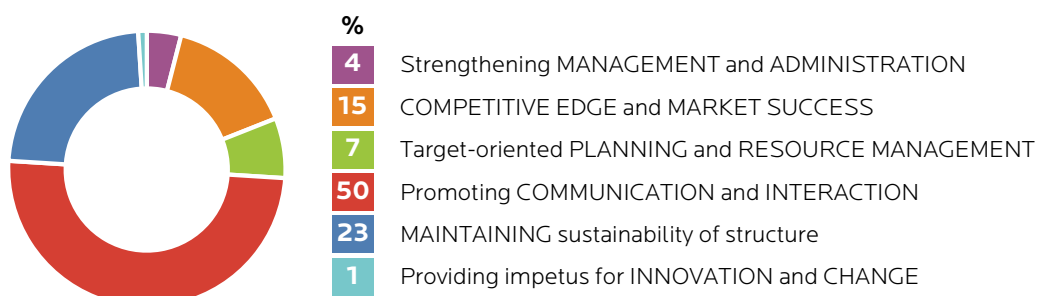 %
4 Strengthening MANAGEMENT and ADMINISTRATION
15 COMPETITIVE EDGE and MARKET SUCCESS
7 Target-oriented PLANNING and RESOURCE MANAGEMENT
50 Promoting COMMUNICATION and INTERACTION
23 MAINTAINING sustainability of structure
1 Providing impetus for INNOVATION and CHANGE